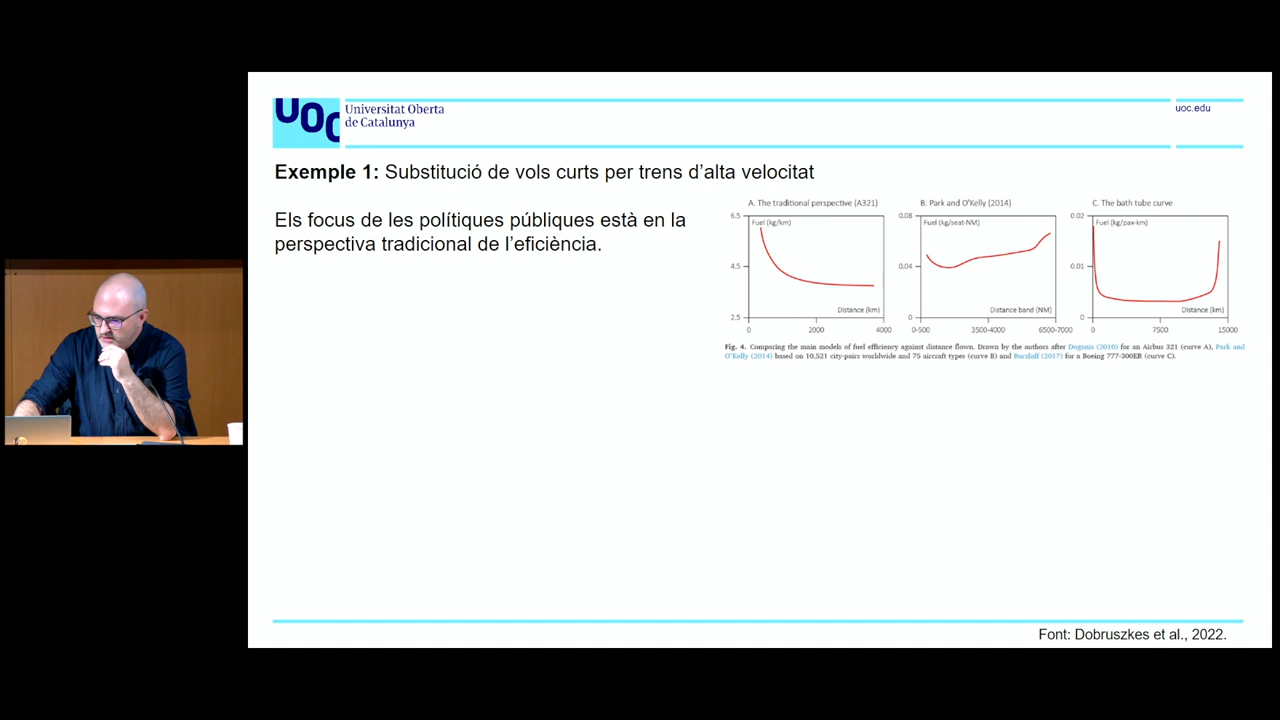 UOC
Universitat Oberta
de Catalunya
uoc.edu
Exemple 1: Substitució de vols curts per trens d'alta velocitat
Els focus de les polítiques públiques està en la
perspectiva tradicional de l'eficiència.
A. The traditional perspective (A321)
6.5
Fuel (kg/km)
4.5
Distance (km)
2.5
0
2000
4000
B. Park and O'Kelly (2014)
0.08
Fuel (kg/seat-NM)
0.04
Distance band (NM)
0
0-500
3500-4000
6500-7000
C. The bath tube curve
0.02
Fuel (kg/pax-km)
0.01
Distance (km)
0
0
7500
15000
Fig. 4. Comparing the main models of fuel efficiency against distance flown. Drawn by the authors after Doganis (2010) for an Airbus 321 (curve A), Park and
O'Kelly (2014) based on 10,521 city-pairs worldwide and 75 aircraft types (curve B) and Burzlaff (2017) for a Boeing 777-300ER (curve C).
Font: Dobruszkes et al., 2022.